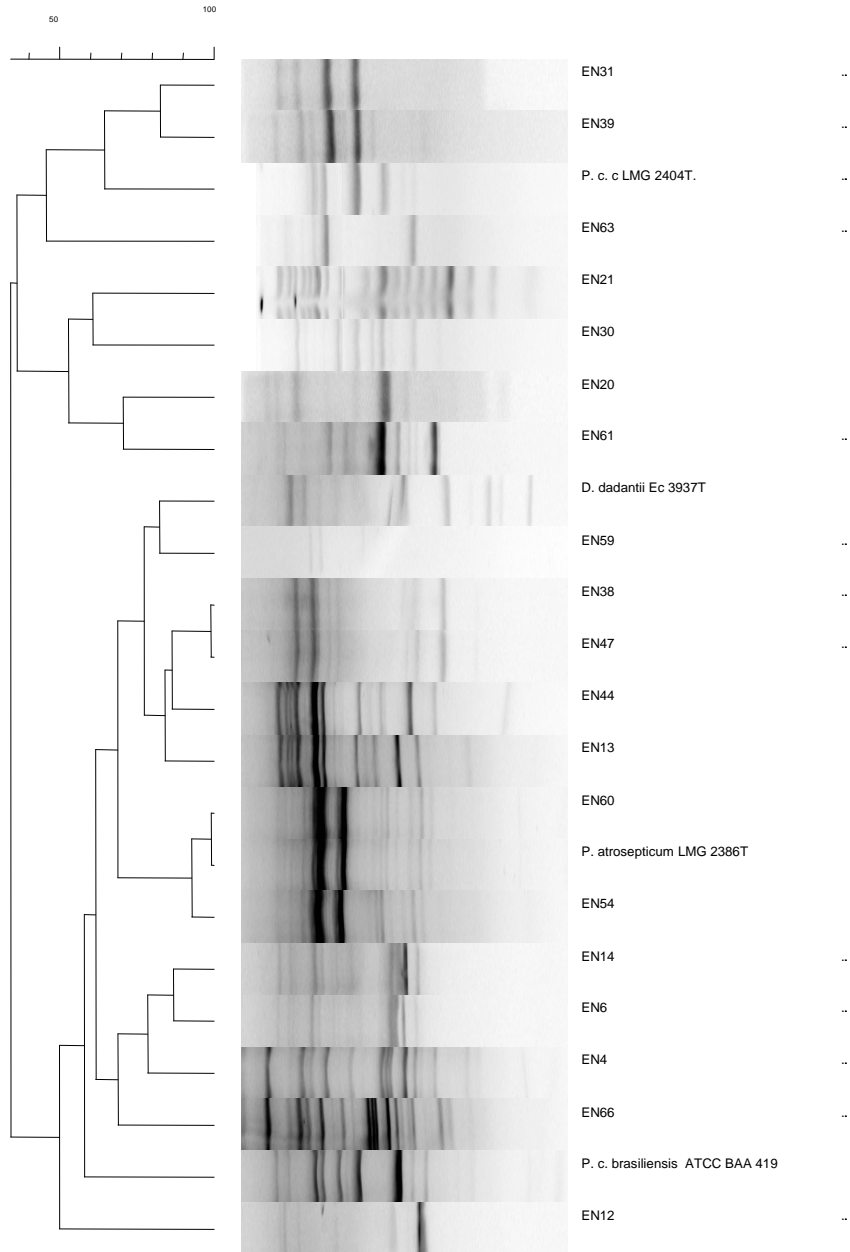 50 100
EN31 ..
EN39 ..
P. c. c LMG 2404T. ..
EN63 ..
EN21
EN30
EN20
EN61 ..
D. dadantii Ec 3937T
EN59 ..
EN38
EN47 ..
EN44
EN13
EN60
P. atrosepticum LMG 2386T
EN54
EN14 ..
EN6 ..
EN4 ..
EN66 ..
P. c. brasiliensis ATCC BAA 419
EN12 ..